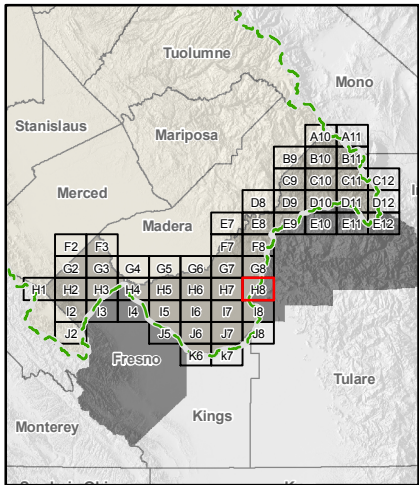 Tuolumne
Mono
Stanislaus
A10 A11
Mariposa
B9 B10 B11
C9 C10 C11 C12
Merced
D8 D9 D10 D11 D12
Madera
E7 E8 E9 E10 E11 E12
F2 F3 F7 F8
G2 G3 G4 G5 G6 G7 G8
H1 H2 H3 H4 H5 H6 H7 H8
I2 I3 I4 I5 I6 I7 I8
J2 J5 J6 J7 J8
Fresno
K6 k7
Tulare
Kings
Monterey